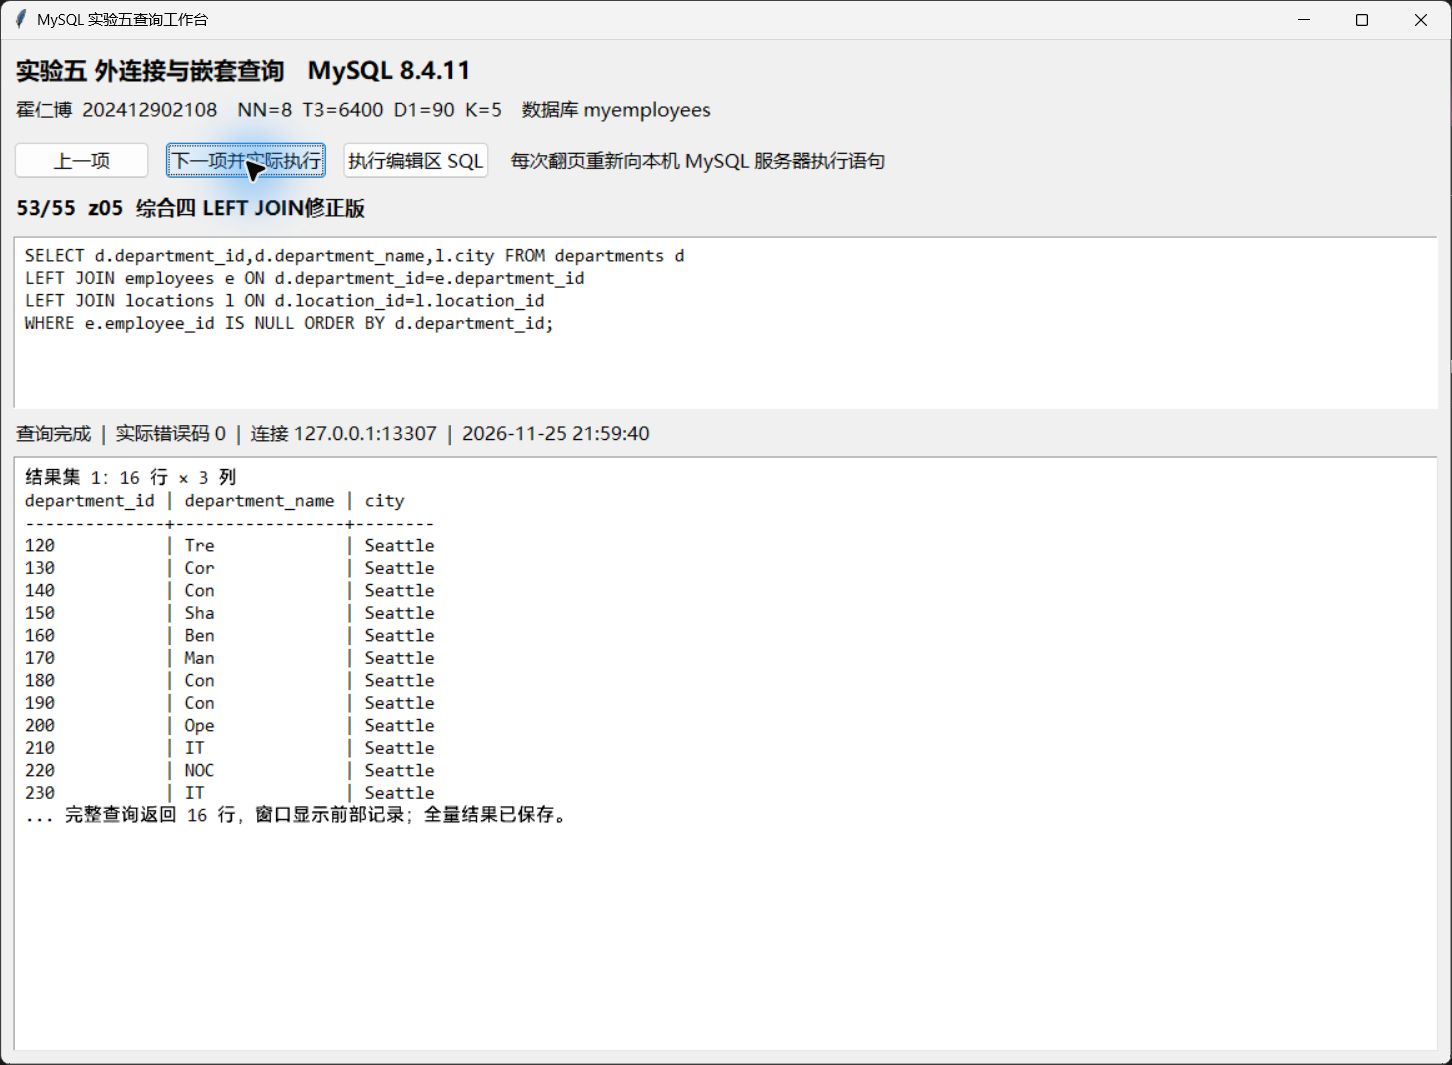 MySQL 实验五查询工作台
实验五 外连接与嵌套查询 MySQL 8.4.11
霍仁博 202412902108 NN=8 T3=6400 D1=90 K=5 数据库 myemployees
上一项 下一项并实际执行 执行编辑区 SQL 每次翻页重新向本机 MySQL 服务器执行语句
53/55 z05 综合四 LEFT JOIN修正版
SELECT d.department_id,d.department_name,l.city FROM departments d
LEFT JOIN employees e ON d.department_id=e.department_id
LEFT JOIN locations l ON d.location_id=l.location_id
WHERE e.employee_id IS NULL ORDER BY d.department_id;
查询完成 | 实际错误码 0 | 连接 127.0.0.1:13307 | 2026-11-25 21:59:40
结果集 1: 16 行 × 3 列
department_id | department_name | city
--------------+-----------------+--------
120 | Tre | Seattle
130 | Cor | Seattle
140 | Con | Seattle
150 | Sha | Seattle
160 | Ben | Seattle
170 | Man | Seattle
180 | Con | Seattle
190 | Con | Seattle
200 | Ope | Seattle
210 | IT | Seattle
220 | NOC | Seattle
230 | IT | Seattle
... 完整查询返回 16 行，窗口显示前部记录；全量结果已保存。